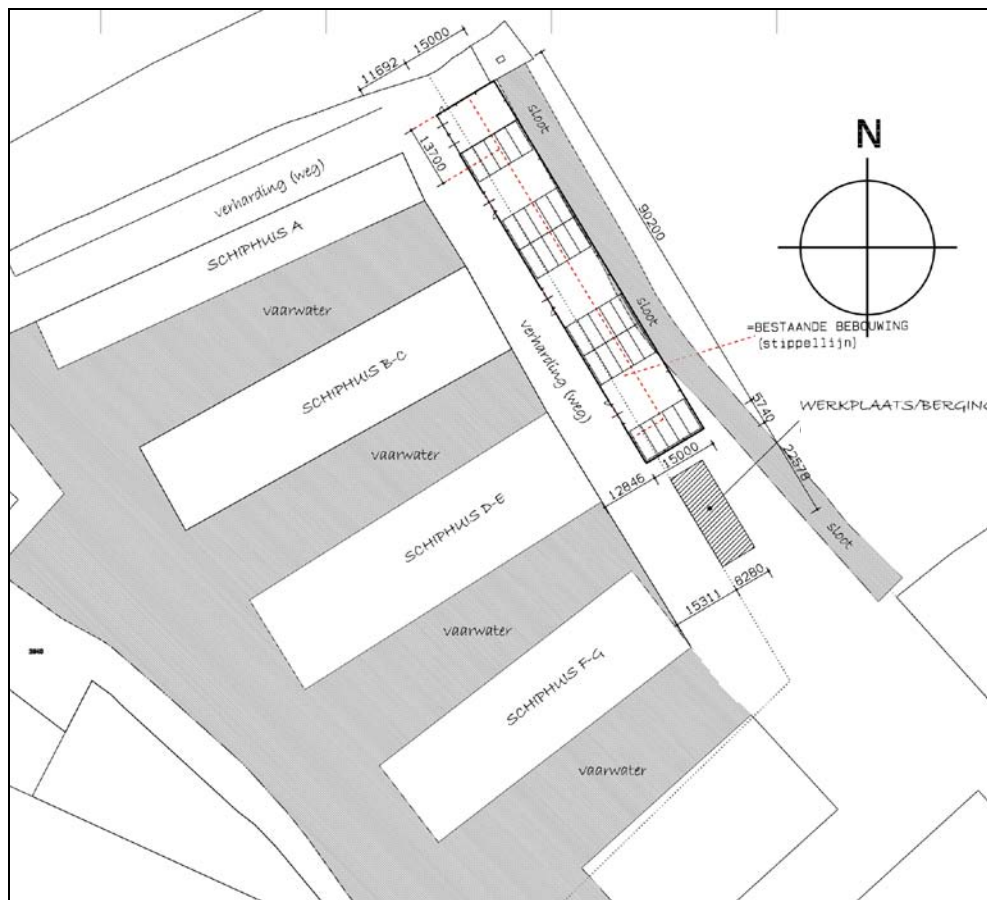 15000
11692
N
sloot
13700
verharding (weg)
90200
SCHIPHUIS A
vaarwater
sloot
=BESTAANDE BEBOUWING
(stippellijn)
verharding (weg)
SCHIPHUIS B-C
5740
WERKPLAATS/BERGING
vaarwater
15000
22578
12846
SCHIPHUIS D-E
sloot
8280
15311
vaarwater
SCHIPHUIS F-G
vaarwater